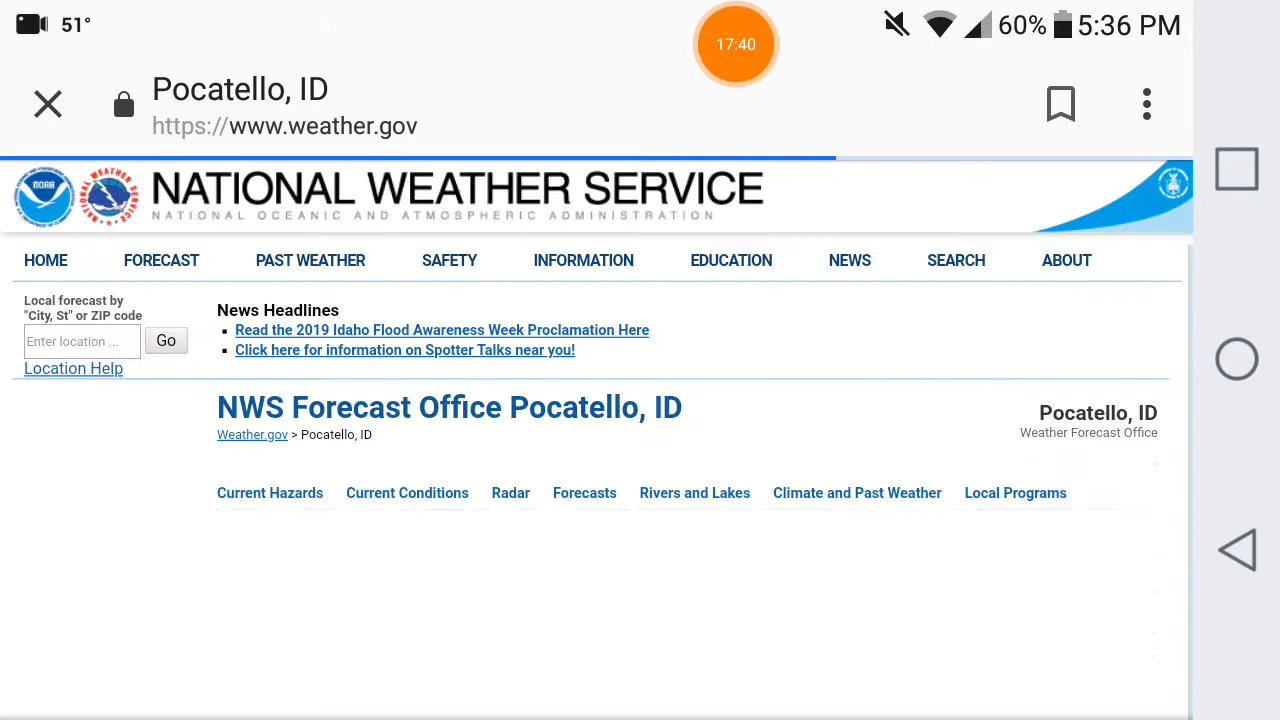 51° 17:40 60% 5:36 PM
Pocatello, ID
https://www.weather.gov
NOAA NATIONAL WEATHER SERVICE
NATIONAL OCEANIC AND ATMOSPHERIC ADMINISTRATION
HOME FORECAST PAST WEATHER SAFETY INFORMATION EDUCATION NEWS SEARCH ABOUT
Local forecast by
"City, St" or ZIP code
Enter location ... Go
Location Help
News Headlines
Read the 2019 Idaho Flood Awareness Week Proclamation Here
Click here for information on Spotter Talks near you!
NWS Forecast Office Pocatello, ID
Weather.gov > Pocatello, ID
Pocatello, ID
Weather Forecast Office
Current Hazards Current Conditions Radar Forecasts Rivers and Lakes Climate and Past Weather Local Programs